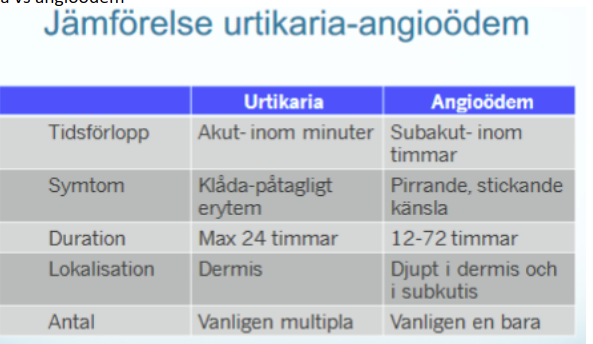 a vs angioödem
Jämförelse urtikaria-angioödem
Urtikaria Angioödem
Tidsförlopp Akut- inom minuter Subakut- inom
timmar
Symtom Klåda-påtagligt Pirrande, stickande
erytem känsla
Duration Max 24 timmar 12-72 timmar
Lokalisation Dermis Djupt i dermis och
i subkutis
Antal Vanligen multipla Vanligen en bara